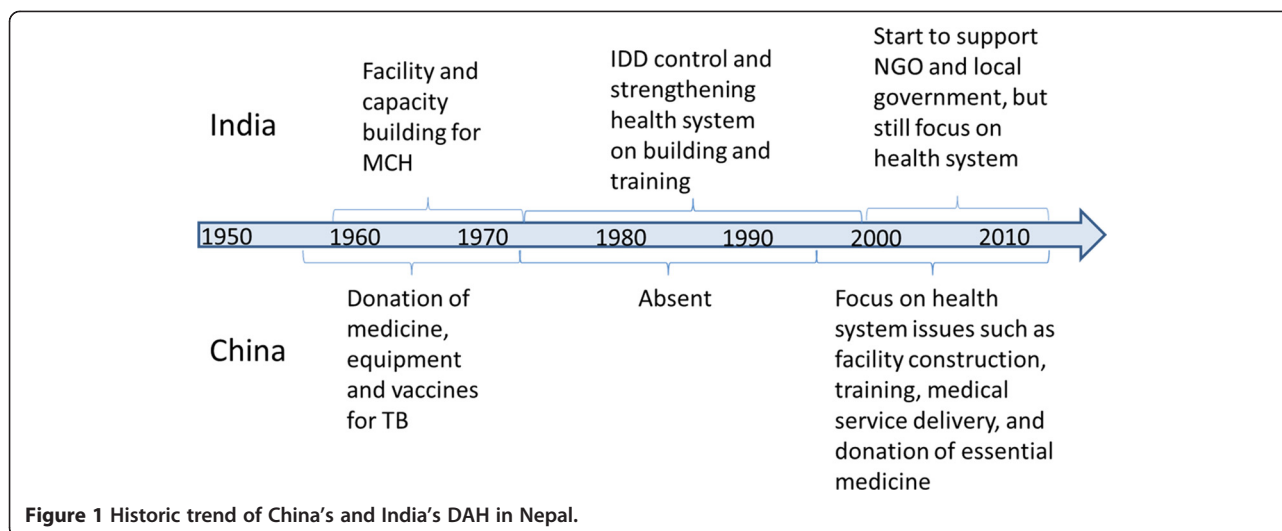 India
Facility and
capacity
building for
MCH
IDD control and
strengthening
health system
on building and
training
Start to support
NGO and local
government, but
still focus on
health system
1950 1960 1970 1980 1990 2000 2010
China
Donation of
medicine,
equipment
and vaccines
for TB
Absent
Focus on health
system issues such as
facility construction,
training, medical
service delivery, and
donation of essential
medicine
Figure 1 Historic trend of China's and India's DAH in Nepal.